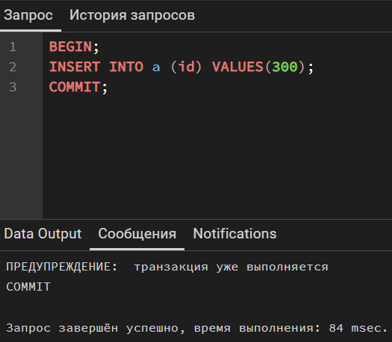 Запрос История запросов
1 BEGIN;
2 INSERT INTO a (id) VALUES(300);
3 COMMIT;
Data Output Сообщения Notifications
ПРЕДУПРЕЖДЕНИЕ: транзакция уже выполняется
COMMIT
Запрос завершён успешно, время выполнения: 84 msec.